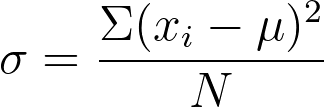 σ = Σ(xᵢ − μ)² / N